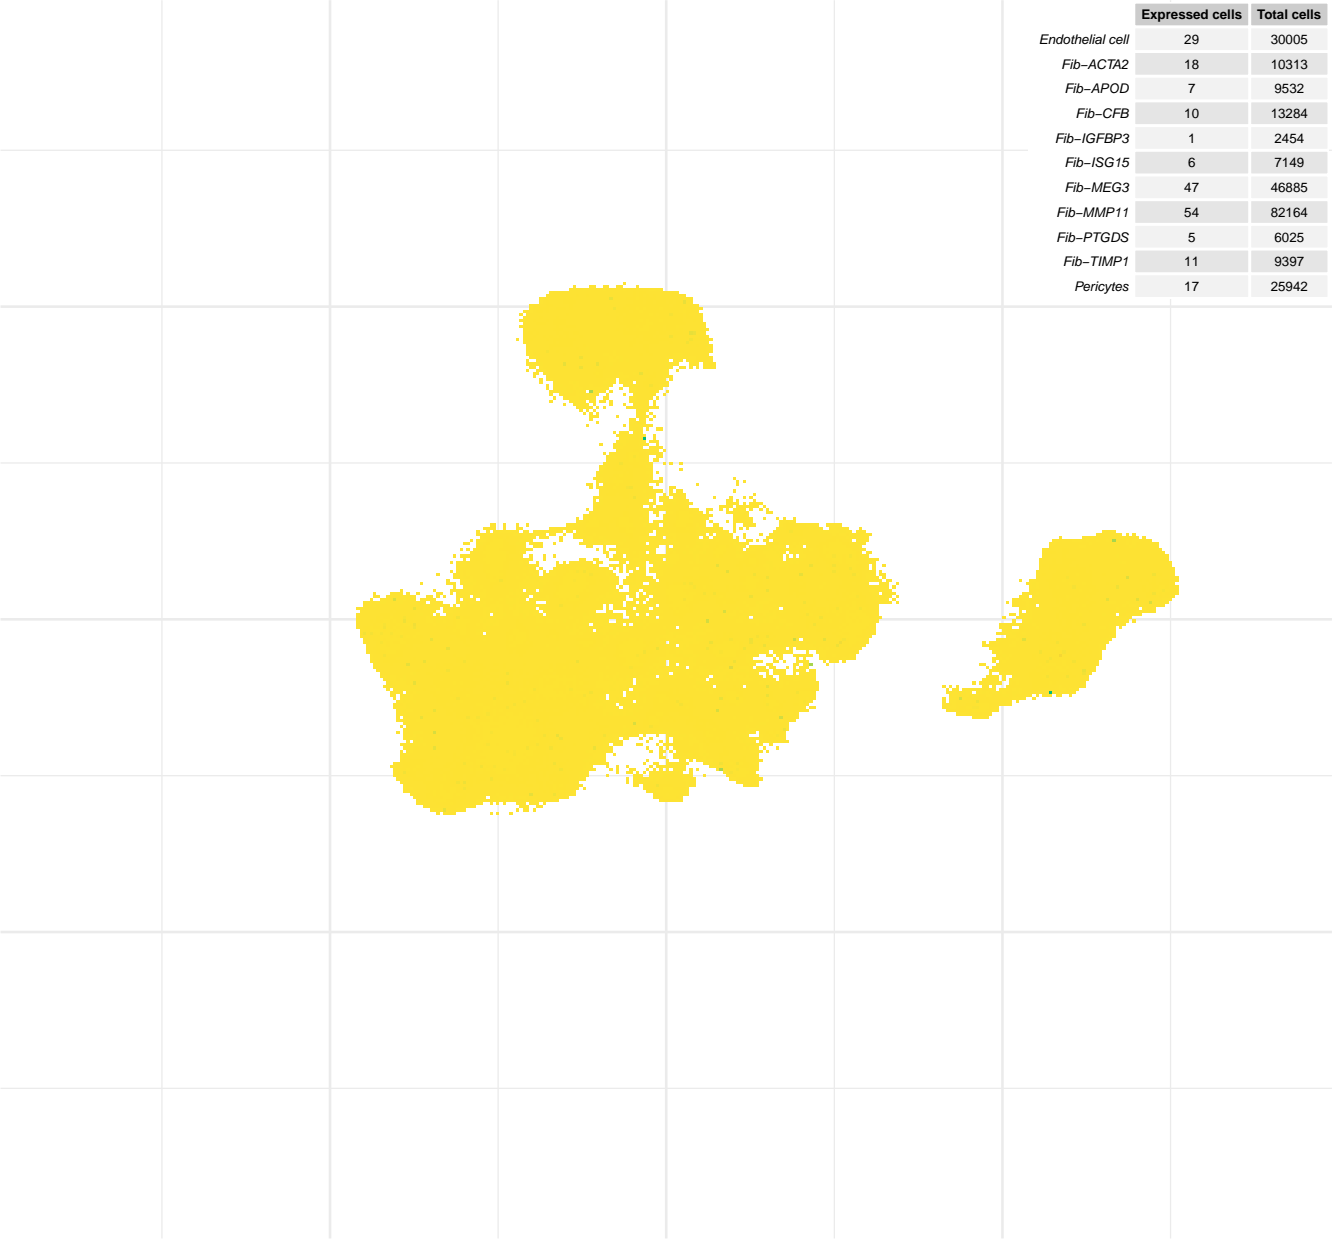 Expressed cells Total cells
Endothelial cell 29 30005
Fib−ACTA2 18 10313
Fib−APOD 7 9532
Fib−CFB 10 13284
Fib−IGFBP3 1 2454
Fib−ISG15 6 7149
Fib−MEG3 47 46885
Fib−MMP11 54 82164
Fib−PTGDS 5 6025
Fib−TIMP1 11 9397
Pericytes 17 25942